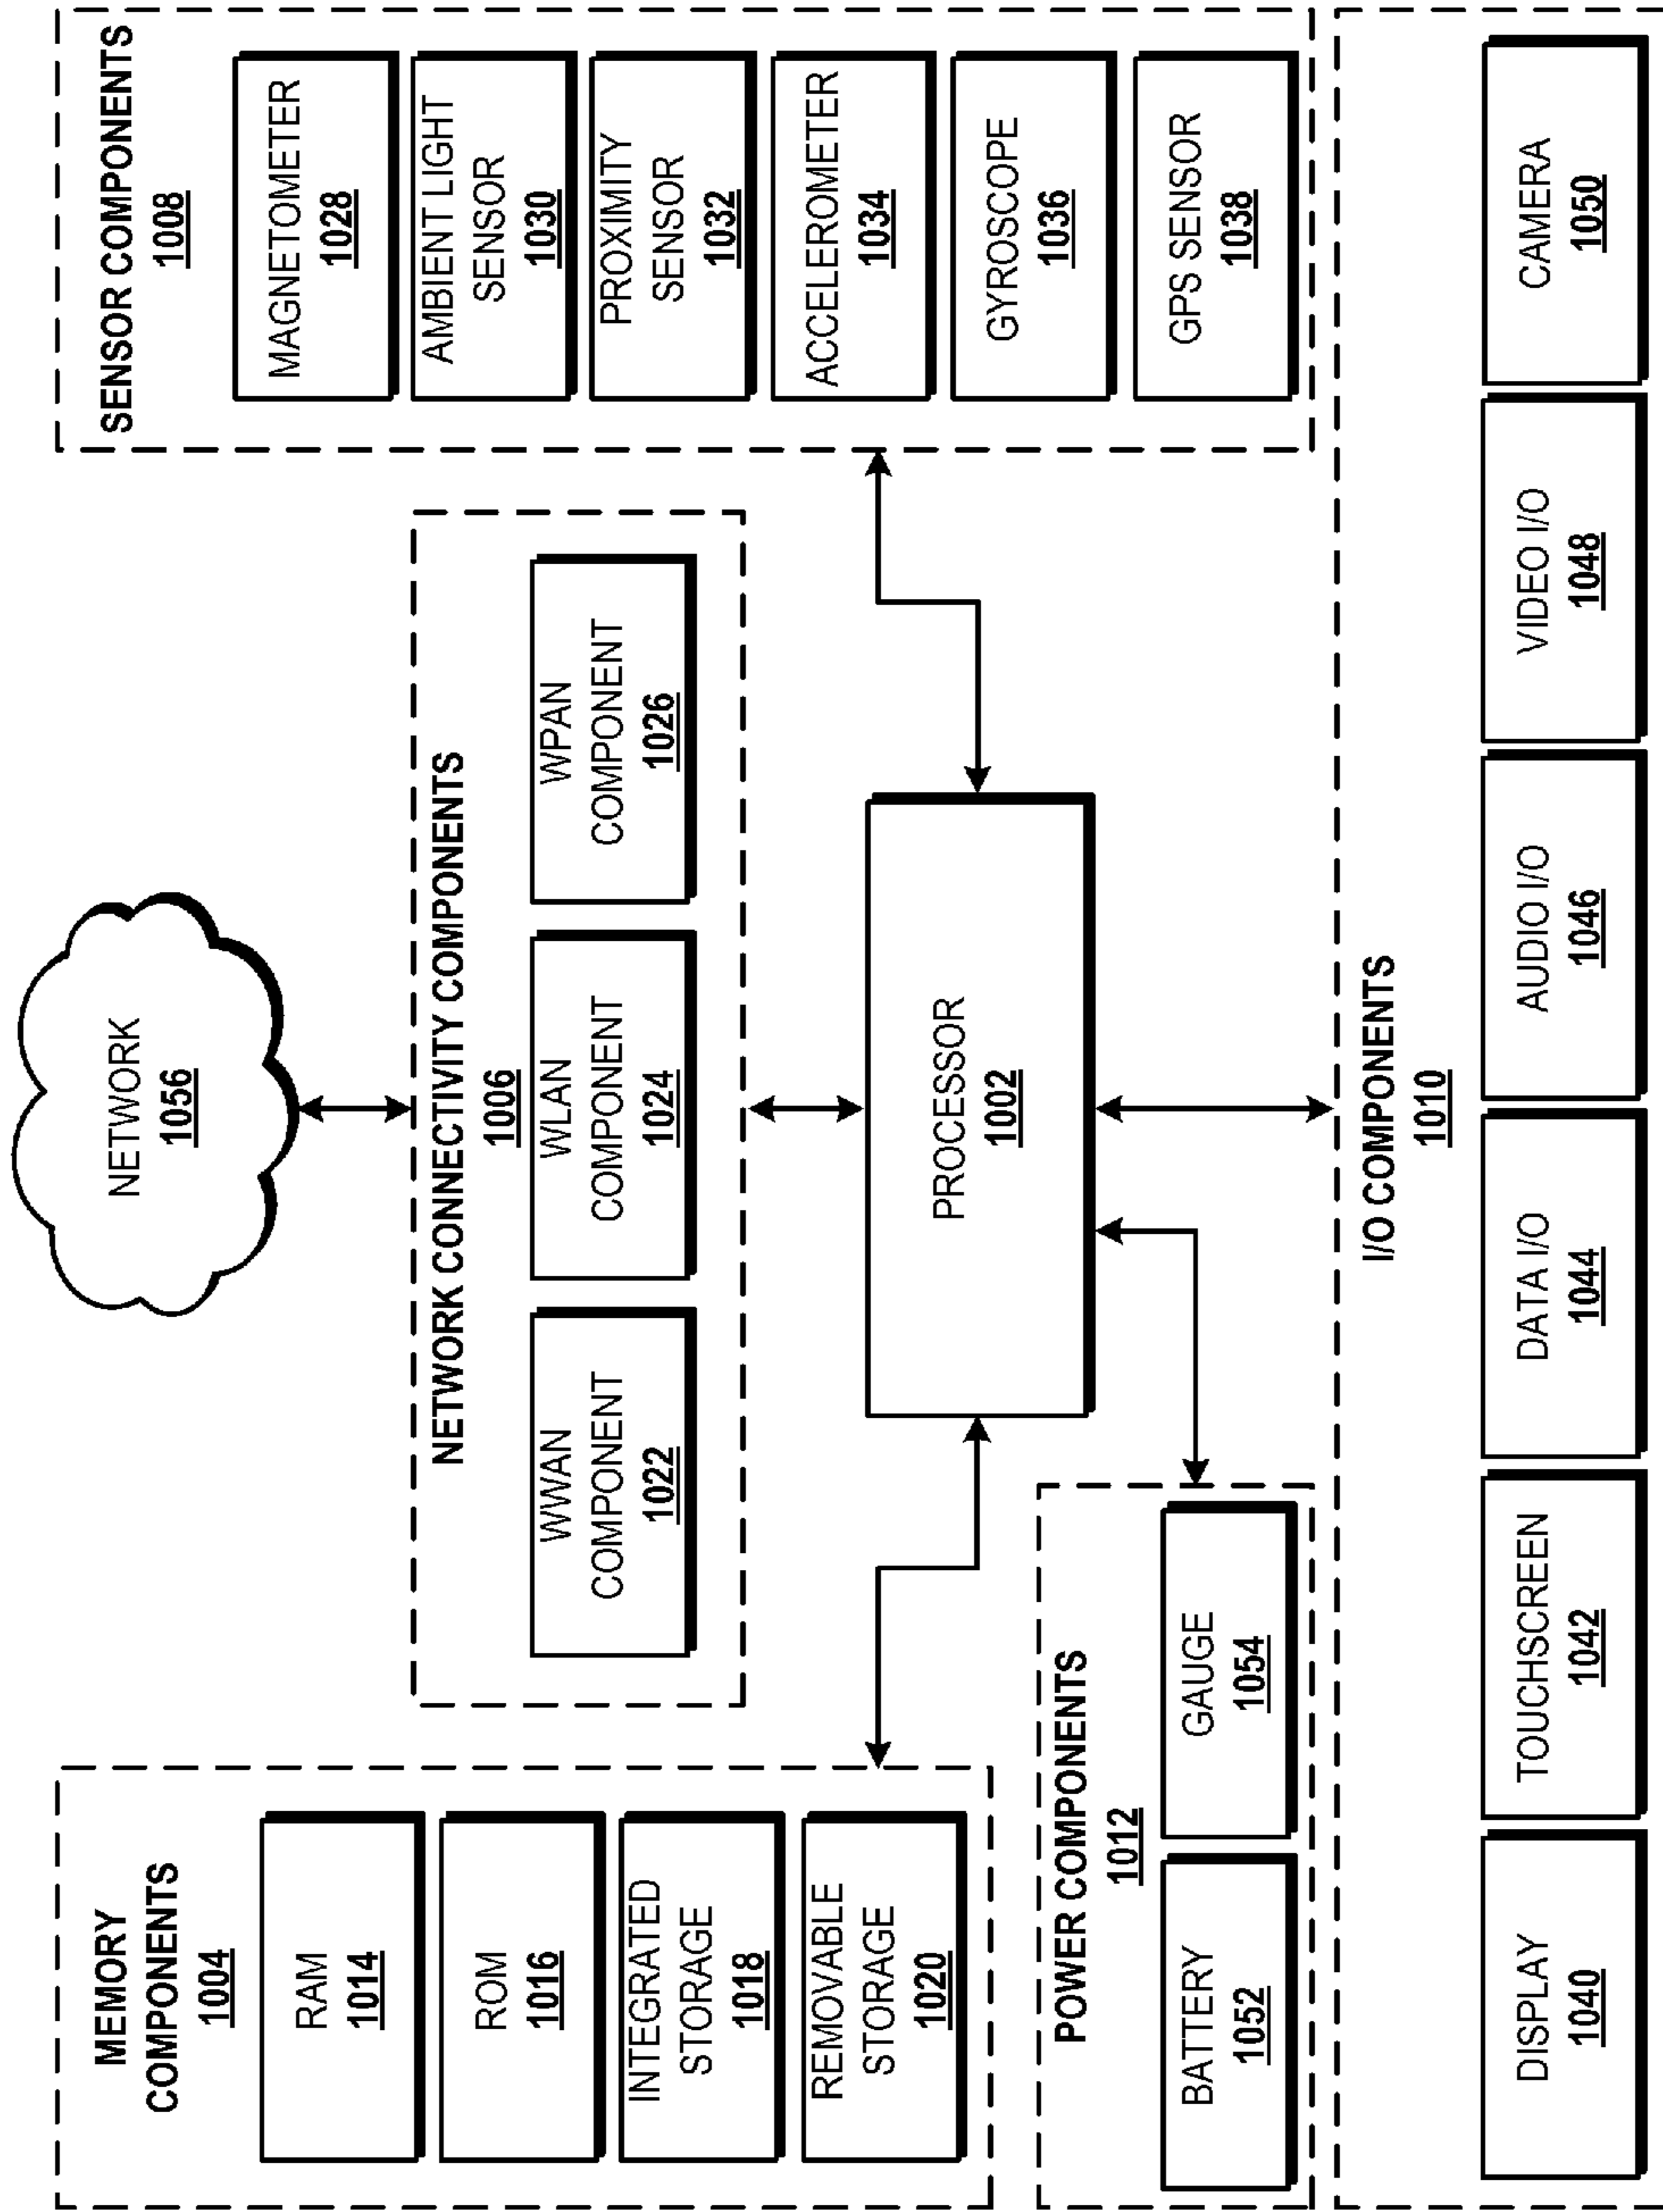 NETWORK
1056
MEMORY
COMPONENTS
1004
RAM
1014
ROM
1016
INTEGRATED
STORAGE
1018
REMOVABLE
STORAGE
1020
NETWORK CONNECTIVITY COMPONENTS
1006
WWAN
COMPONENT
1022
WLAN
COMPONENT
1024
WPAN
COMPONENT
1026
SENSOR COMPONENTS
1008
MAGNETOMETER
1028
AMBIENT LIGHT
SENSOR
1030
PROXIMITY
SENSOR
1032
ACCELEROMETER
1034
GYROSCOPE
1036
GPS SENSOR
1038
PROCESSOR
1002
POWER COMPONENTS
1012
BATTERY
1052
GAUGE
1054
I/O COMPONENTS
1010
DISPLAY
1040
TOUCHSCREEN
1042
DATA I/O
1044
AUDIO I/O
1046
VIDEO I/O
1048
CAMERA
1050